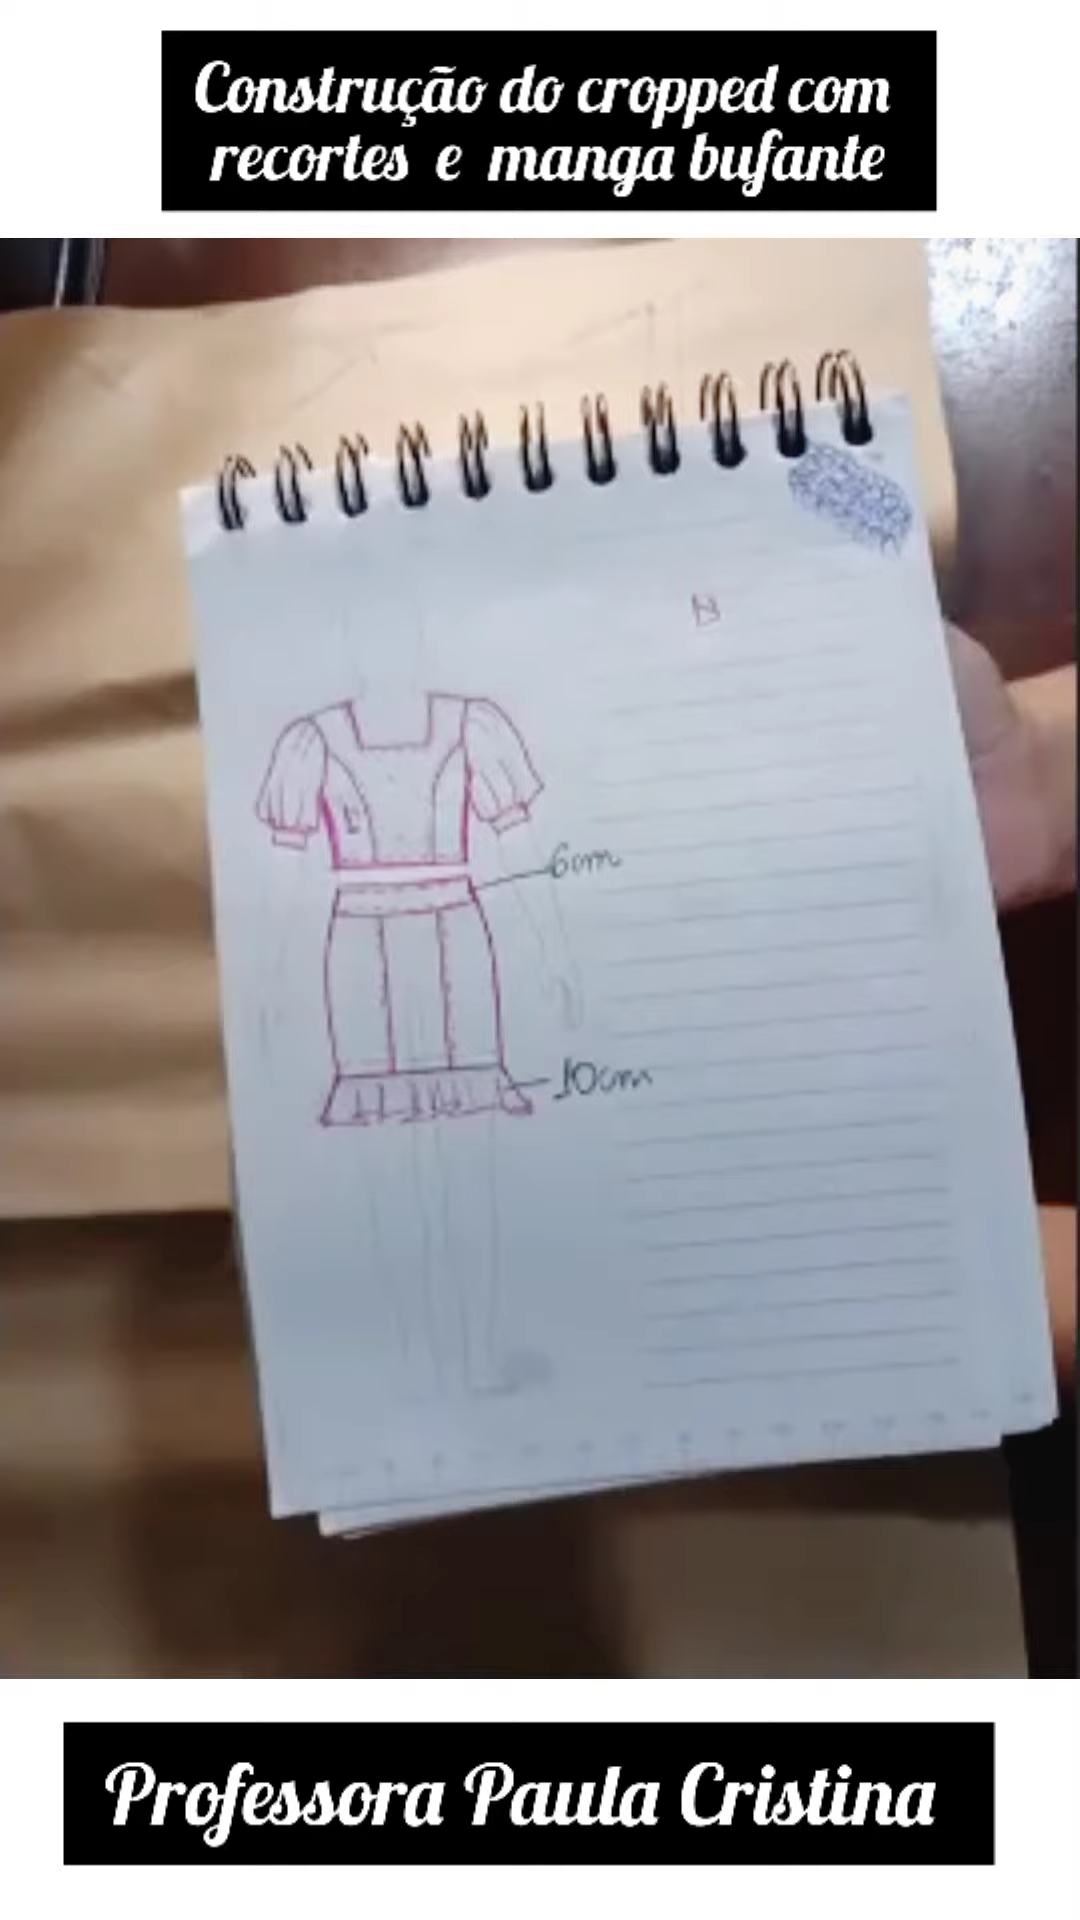 Construção do cropped com
recortes e manga bufante
6cm
10cm
Professora Paula Cristina